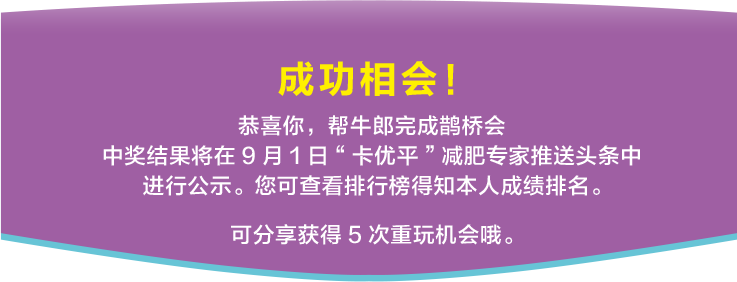 成功相会！
恭喜你，帮牛郎完成鹊桥会
中奖结果将在 9 月 1 日 “ 卡优平 ” 减肥专家推送头条中
进行公示。您可查看排行榜得知本人成绩排名。
可分享获得 5 次重玩机会哦。